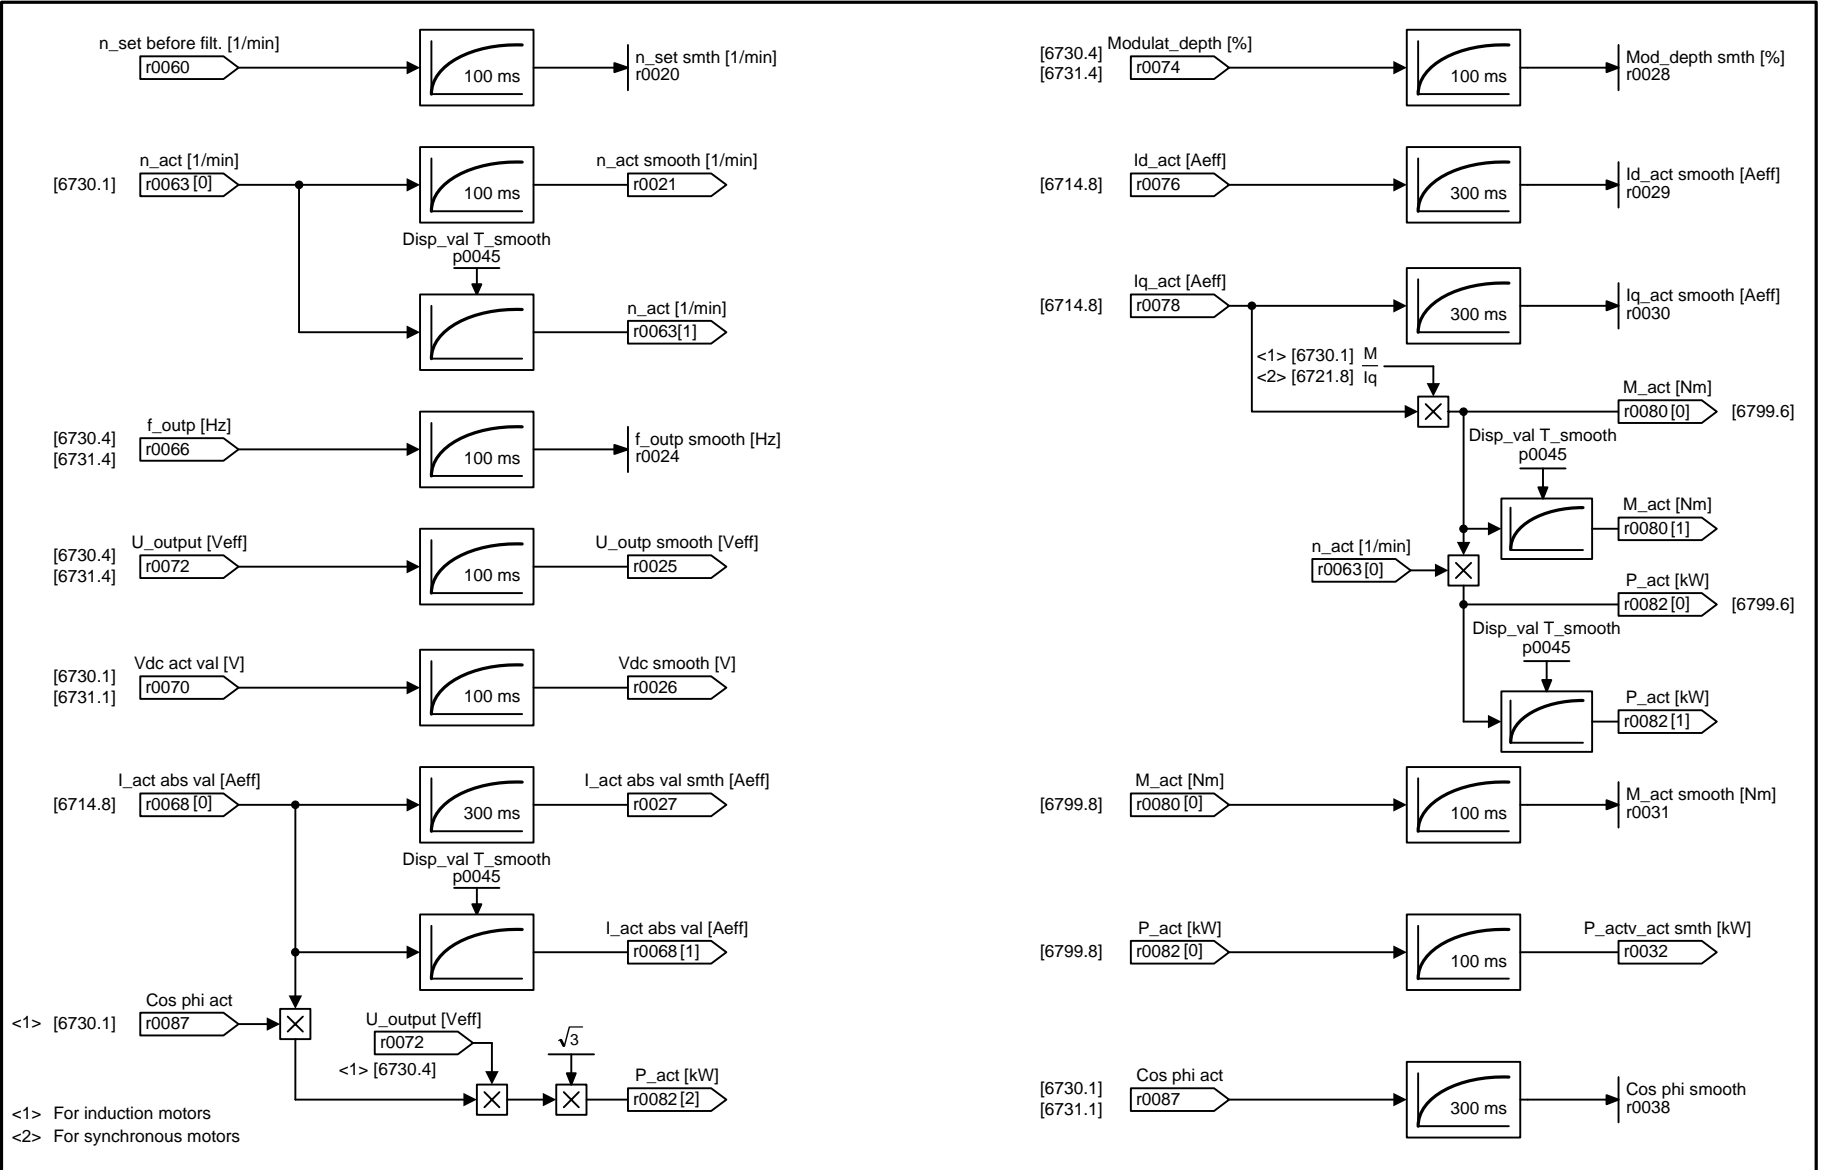 n_set before filt. [1/min]
r0060
100 ms
n_set smth [1/min]
r0020
[6730.1]
n_act [1/min]
r0063 [0]
100 ms
n_act smooth [1/min]
r0021
Disp_val T_smooth
p0045
n_act [1/min]
r0063[1]
[6730.4]
[6731.4]
f_outp [Hz]
r0066
100 ms
f_outp smooth [Hz]
r0024
[6730.4]
[6731.4]
U_output [Veff]
r0072
100 ms
U_outp smooth [Veff]
r0025
[6730.1]
[6731.1]
Vdc act val [V]
r0070
100 ms
Vdc smooth [V]
r0026
[6714.8]
I_act abs val [Aeff]
r0068 [0]
300 ms
I_act abs val smth [Aeff]
r0027
Disp_val T_smooth
p0045
I_act abs val [Aeff]
r0068 [1]
<1> [6730.1]
Cos phi act
r0087
U_output [Veff]
r0072
<1> [6730.4]
√3
P_act [kW]
r0082 [2]
<1> For induction motors
<2> For synchronous motors
[6730.4]
[6731.4]
Modulat_depth [%]
r0074
100 ms
Mod_depth smth [%]
r0028
[6714.8]
Id_act [Aeff]
r0076
300 ms
Id_act smooth [Aeff]
r0029
[6714.8]
Iq_act [Aeff]
r0078
300 ms
Iq_act smooth [Aeff]
r0030
<1> [6730.1] M
<2> [6721.8] Iq
M_act [Nm]
r0080 [0] [6799.6]
Disp_val T_smooth
p0045
M_act [Nm]
r0080 [1]
n_act [1/min]
r0063 [0]
P_act [kW]
r0082 [0] [6799.6]
Disp_val T_smooth
p0045
P_act [kW]
r0082 [1]
[6799.8]
M_act [Nm]
r0080 [0]
100 ms
M_act smooth [Nm]
r0031
[6799.8]
P_act [kW]
r0082 [0]
100 ms
P_actv_act smth [kW]
r0032
[6730.1]
[6731.1]
Cos phi act
r0087
300 ms
Cos phi smooth
r0038